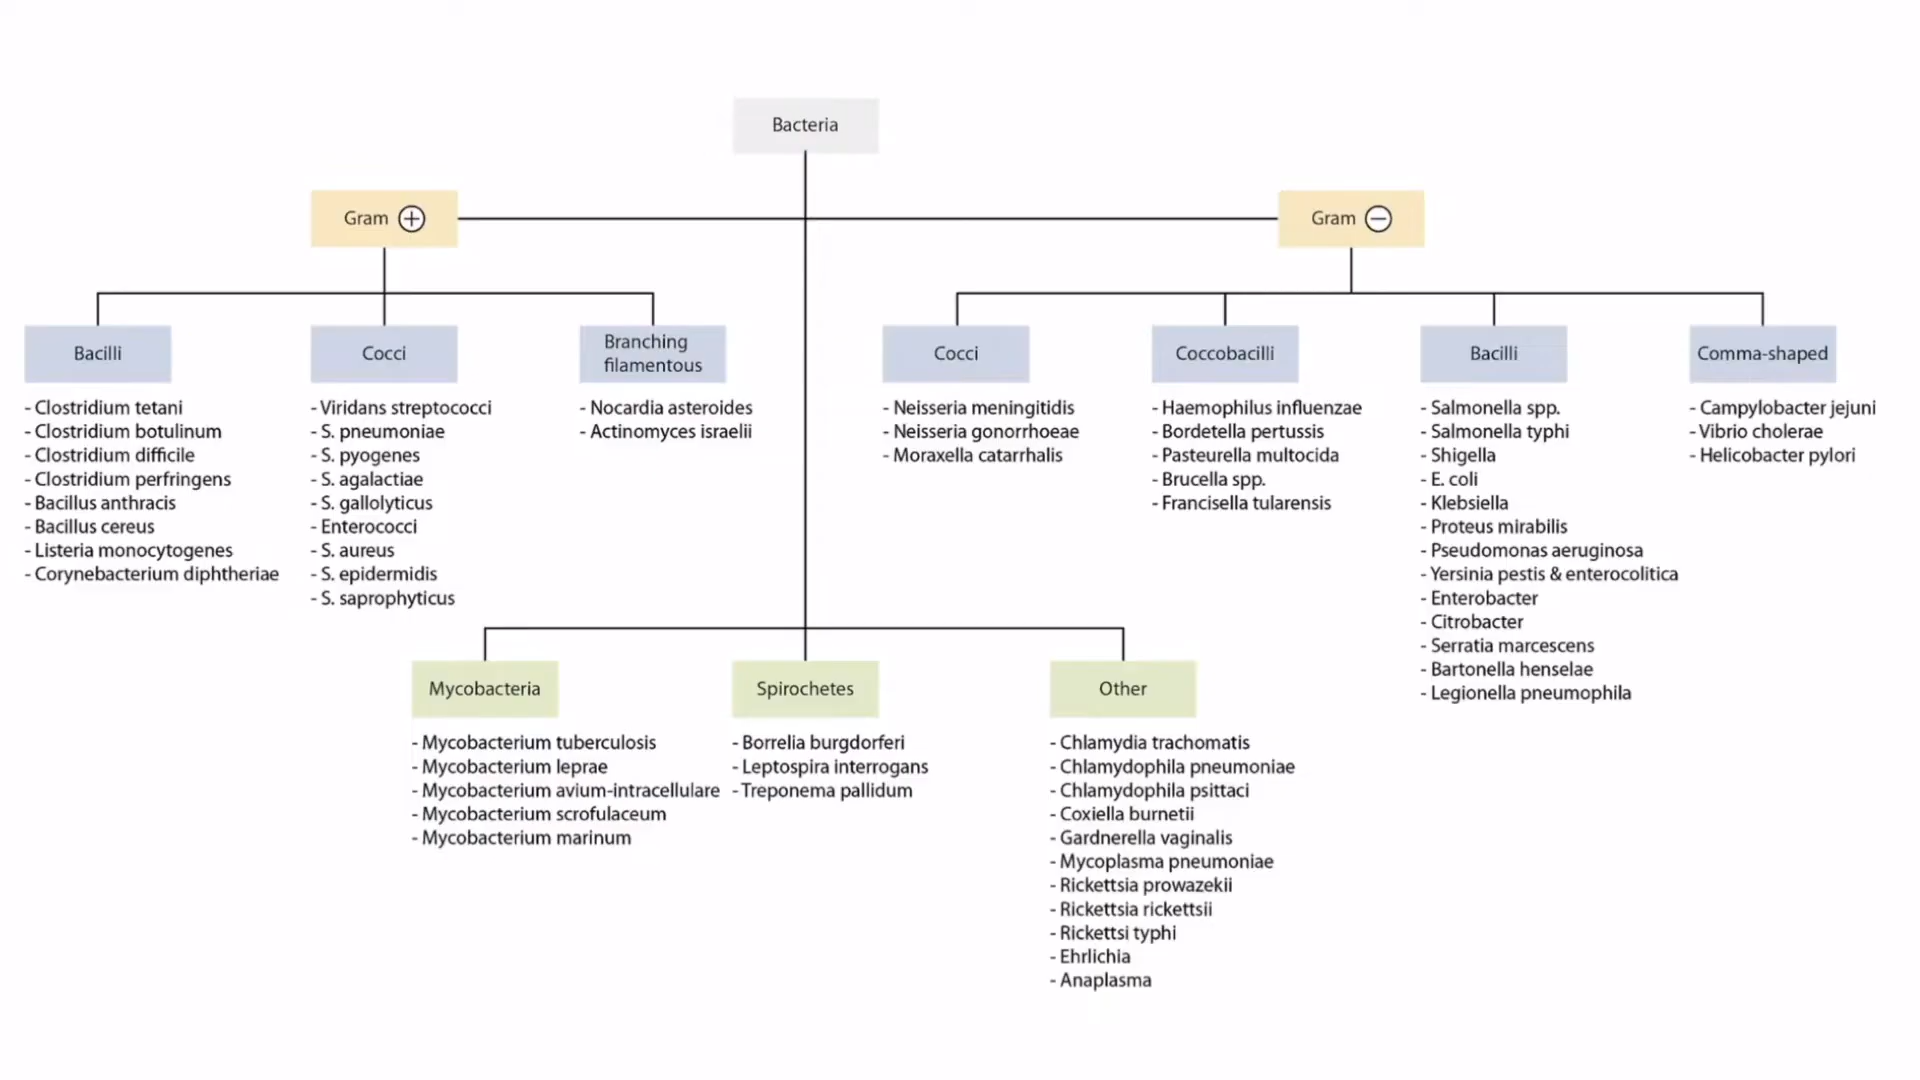 Bacteria
Gram +
Gram −
Bacilli
- Clostridium tetani
- Clostridium botulinum
- Clostridium difficile
- Clostridium perfringens
- Bacillus anthracis
- Bacillus cereus
- Listeria monocytogenes
- Corynebacterium diphtheriae
Cocci
- Viridans streptococci
- S. pneumoniae
- S. pyogenes
- S. agalactiae
- S. gallolyticus
- Enterococci
- S. aureus
- S. epidermidis
- S. saprophyticus
Branching
filamentous
- Nocardia asteroides
- Actinomyces israelii
Cocci
- Neisseria meningitidis
- Neisseria gonorrhoeae
- Moraxella catarrhalis
Coccobacilli
- Haemophilus influenzae
- Bordetella pertussis
- Pasteurella multocida
- Brucella spp.
- Francisella tularensis
Bacilli
- Salmonella spp.
- Salmonella typhi
- Shigella
- E. coli
- Klebsiella
- Proteus mirabilis
- Pseudomonas aeruginosa
- Yersinia pestis & enterocolitica
- Enterobacter
- Citrobacter
- Serratia marcescens
- Bartonella henselae
- Legionella pneumophila
Comma-shaped
- Campylobacter jejuni
- Vibrio cholerae
- Helicobacter pylori
Mycobacteria
- Mycobacterium tuberculosis
- Mycobacterium leprae
- Mycobacterium avium-intracellulare
- Mycobacterium scrofulaceum
- Mycobacterium marinum
Spirochetes
- Borrelia burgdorferi
- Leptospira interrogans
- Treponema pallidum
Other
- Chlamydia trachomatis
- Chlamydophila pneumoniae
- Chlamydophila psittaci
- Coxiella burnetii
- Gardnerella vaginalis
- Mycoplasma pneumoniae
- Rickettsia prowazekii
- Rickettsia rickettsii
- Rickettsi typhi
- Ehrlichia
- Anaplasma